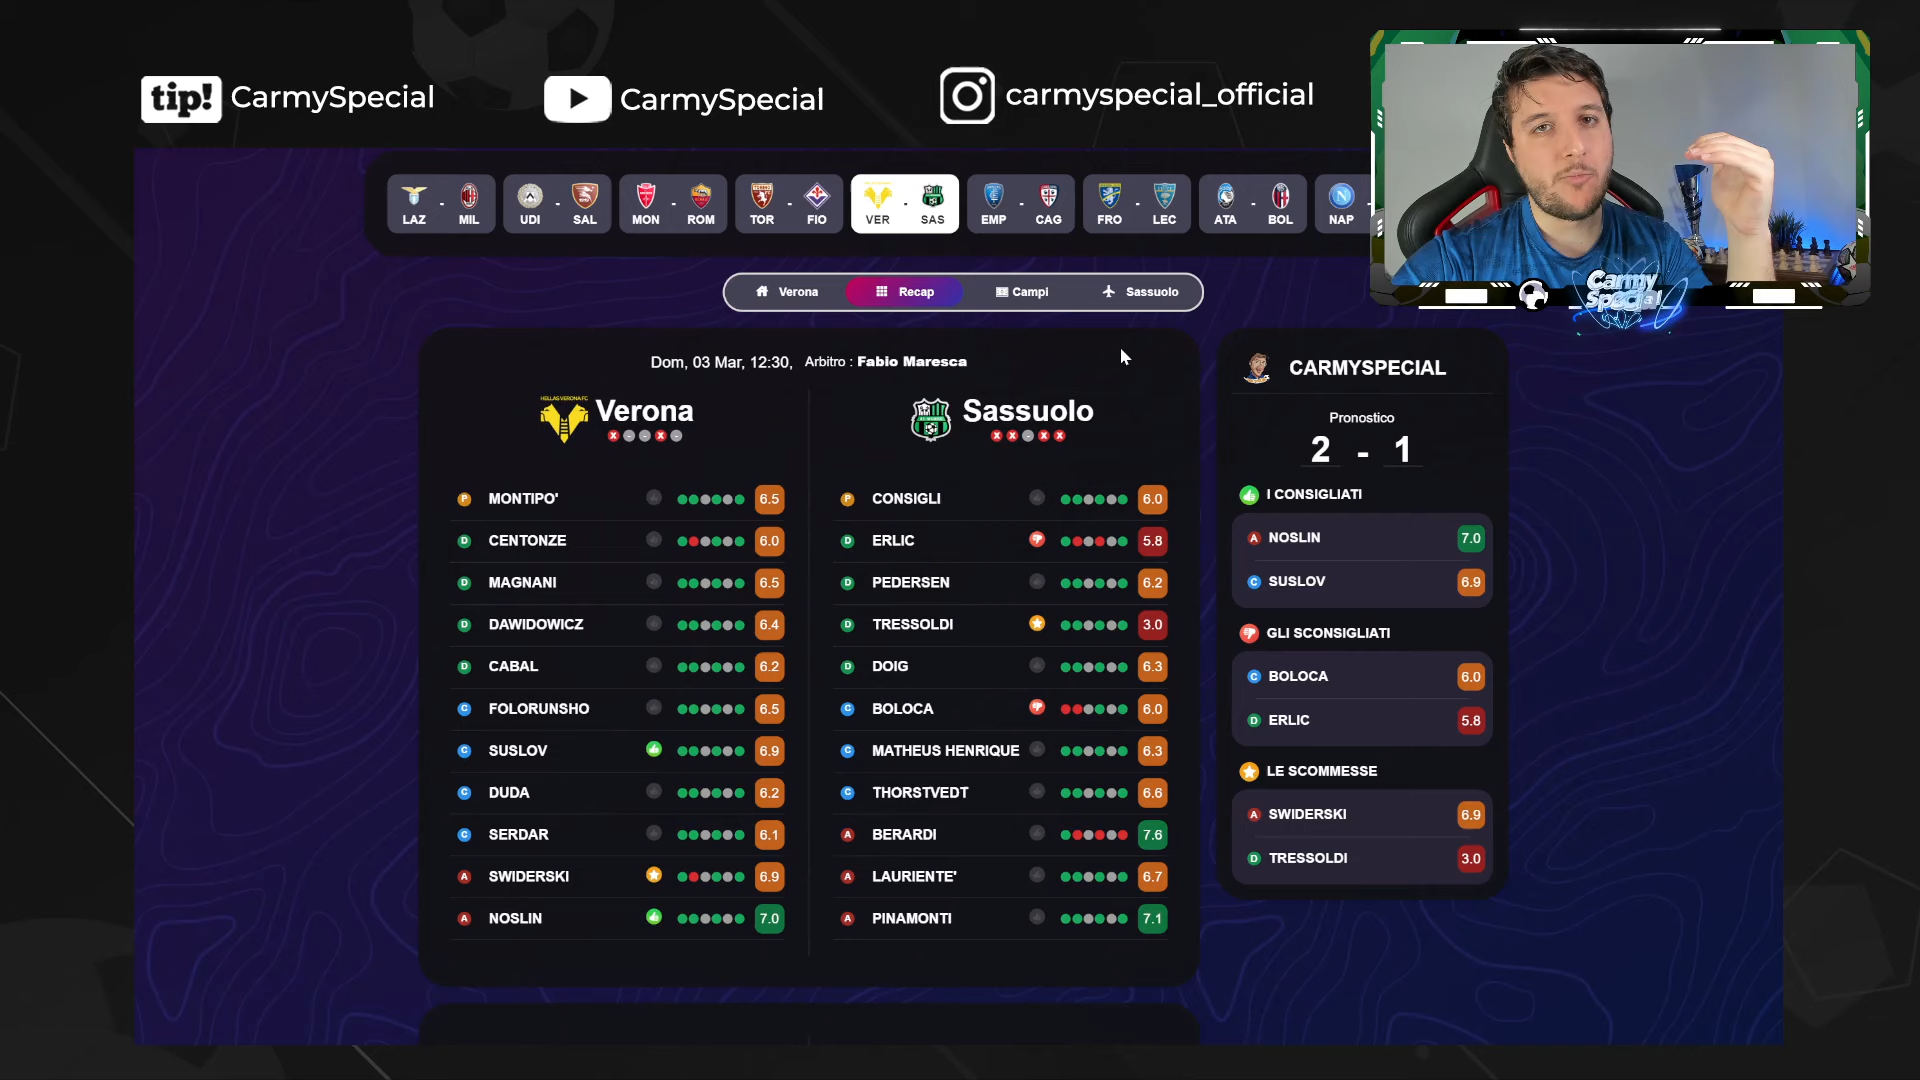 tip! CarmySpecial
CarmySpecial
carmyspecial_official
LAZ - MIL
UDI - SAL
MON - ROM
TOR - FIO
VER - SAS
EMP - CAG
FRO - LEC
ATA - BOL
NAP -
Carmy
Special
Verona
Recap
Campi
Sassuolo
Dom, 03 Mar, 12:30, Arbitro : Fabio Maresca
HELLAS VERONA FC
Verona
Sassuolo
P MONTIPO' 6.5
D CENTONZE 6.0
D MAGNANI 6.5
D DAWIDOWICZ 6.4
D CABAL 6.2
C FOLORUNSHO 6.5
C SUSLOV 6.9
C DUDA 6.2
C SERDAR 6.1
A SWIDERSKI 6.9
A NOSLIN 7.0
P CONSIGLI 6.0
D ERLIC 5.8
D PEDERSEN 6.2
D TRESSOLDI 3.0
D DOIG 6.3
C BOLOCA 6.0
C MATHEUS HENRIQUE 6.3
C THORSTVEDT 6.6
A BERARDI 7.6
A LAURIENTE' 6.7
A PINAMONTI 7.1
CARMYSPECIAL
Pronostico
2 - 1
I CONSIGLIATI
A NOSLIN 7.0
C SUSLOV 6.9
GLI SCONSIGLIATI
C BOLOCA 6.0
D ERLIC 5.8
LE SCOMMESSE
A SWIDERSKI 6.9
D TRESSOLDI 3.0